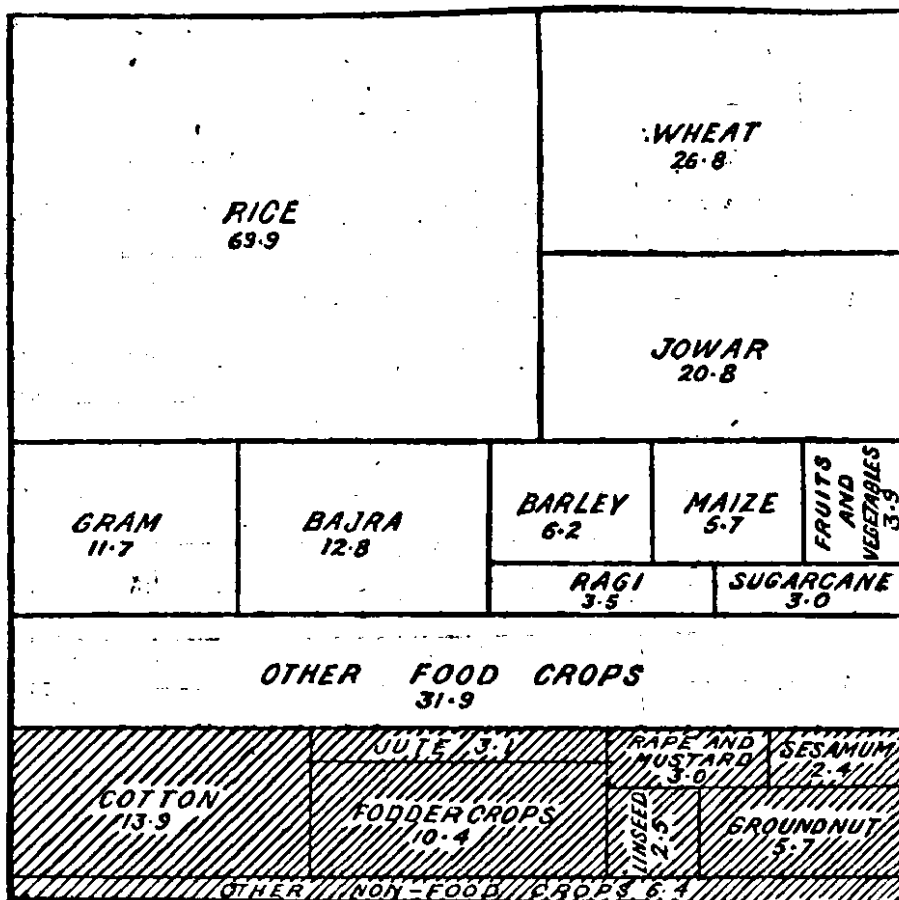 RICE
69.9
WHEAT
26.8
JOWAR
20.8
GRAM
11.7
BAJRA
12.8
BARLEY
6.2
MAIZE
5.7
FRUITS
AND
VEGETABLES
3.9
RAGI
3.5
SUGARCANE
3.0
OTHER FOOD CROPS
31.9
COTTON
13.9
JUTE 3.1
FODDER CROPS
10.4
RAPE AND
MUSTARD
3.0
SESAMUM
2.4
LINSEED
2.5
GROUNDNUT
5.7
OTHER NON-FOOD CROPS 6.4